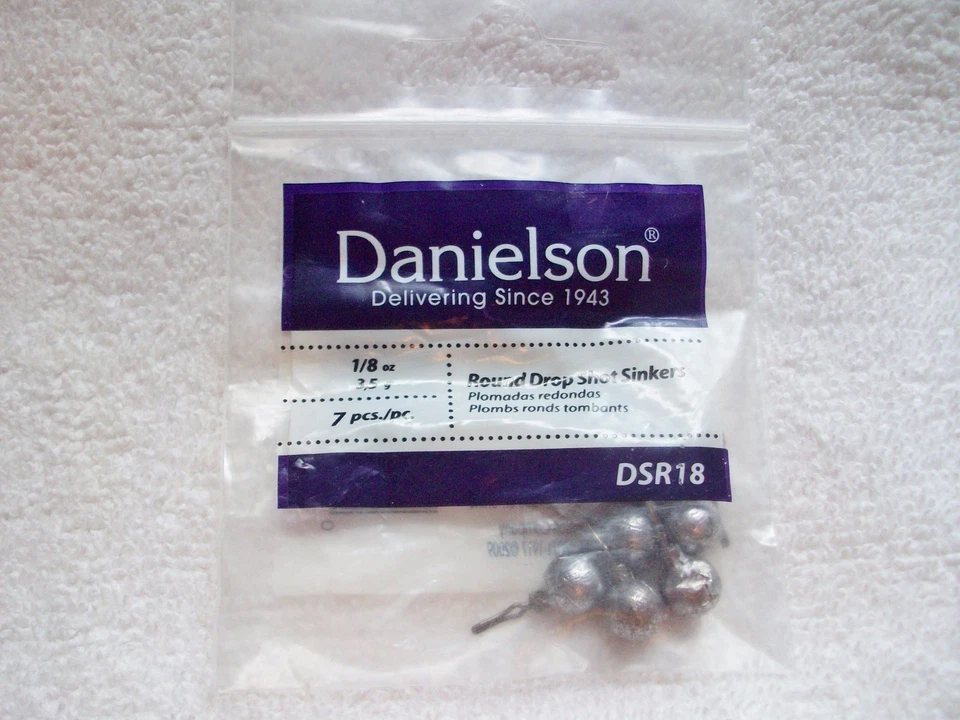 Danielson®
Delivering Since 1943
1/8 oz
3,5 g
7 pcs./pc.
Round Drop Shot Sinkers
Plomadas redondas
Plombs ronds tombants
DSR18